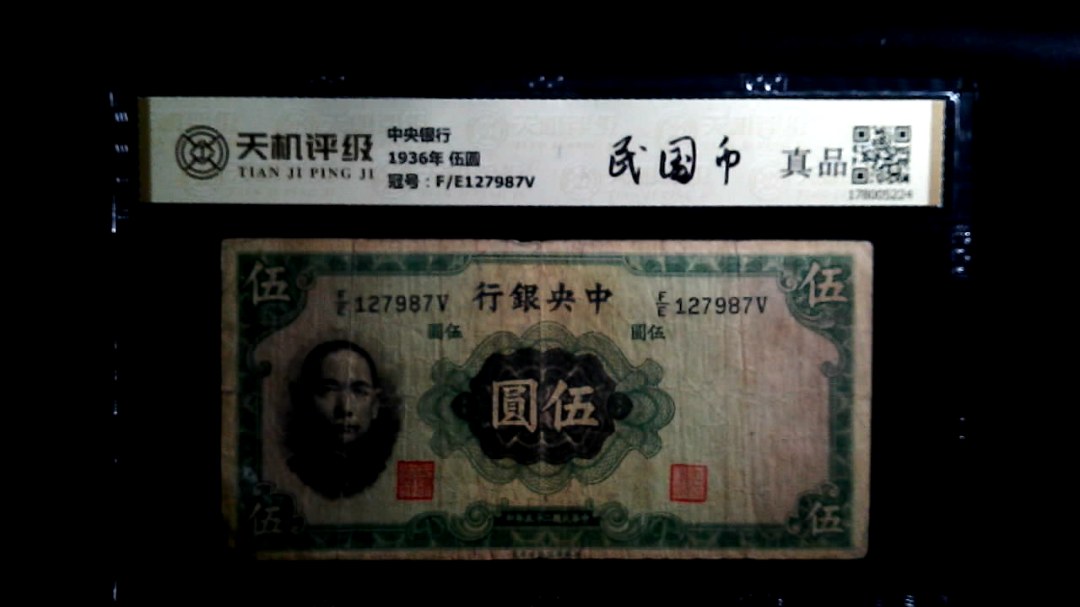 天机评级
TIAN JI PING JI
中央银行
1936年 伍圆
冠号：F/E127987V
民国币
真品
178005224
伍
伍
F/E 127987V
行銀央中
F/E 127987V
圓伍
圓伍
圓伍
伍
伍